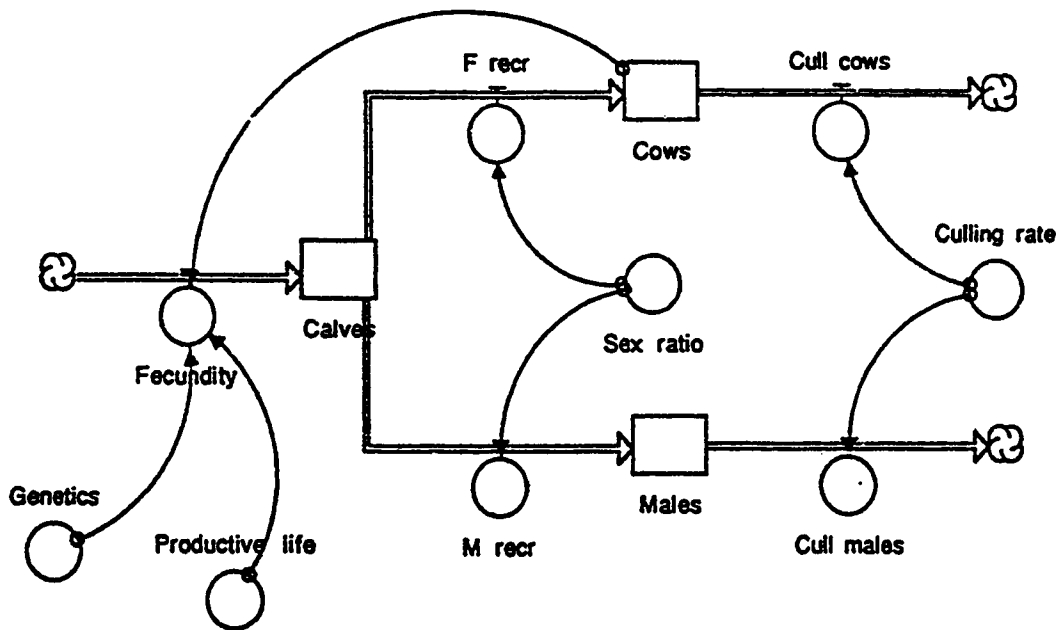 F recr
Cull cows
Cows
Culling rate
Calves
Sex ratio
Fecundity
Genetics
Productive life
Males
M recr
Cull males